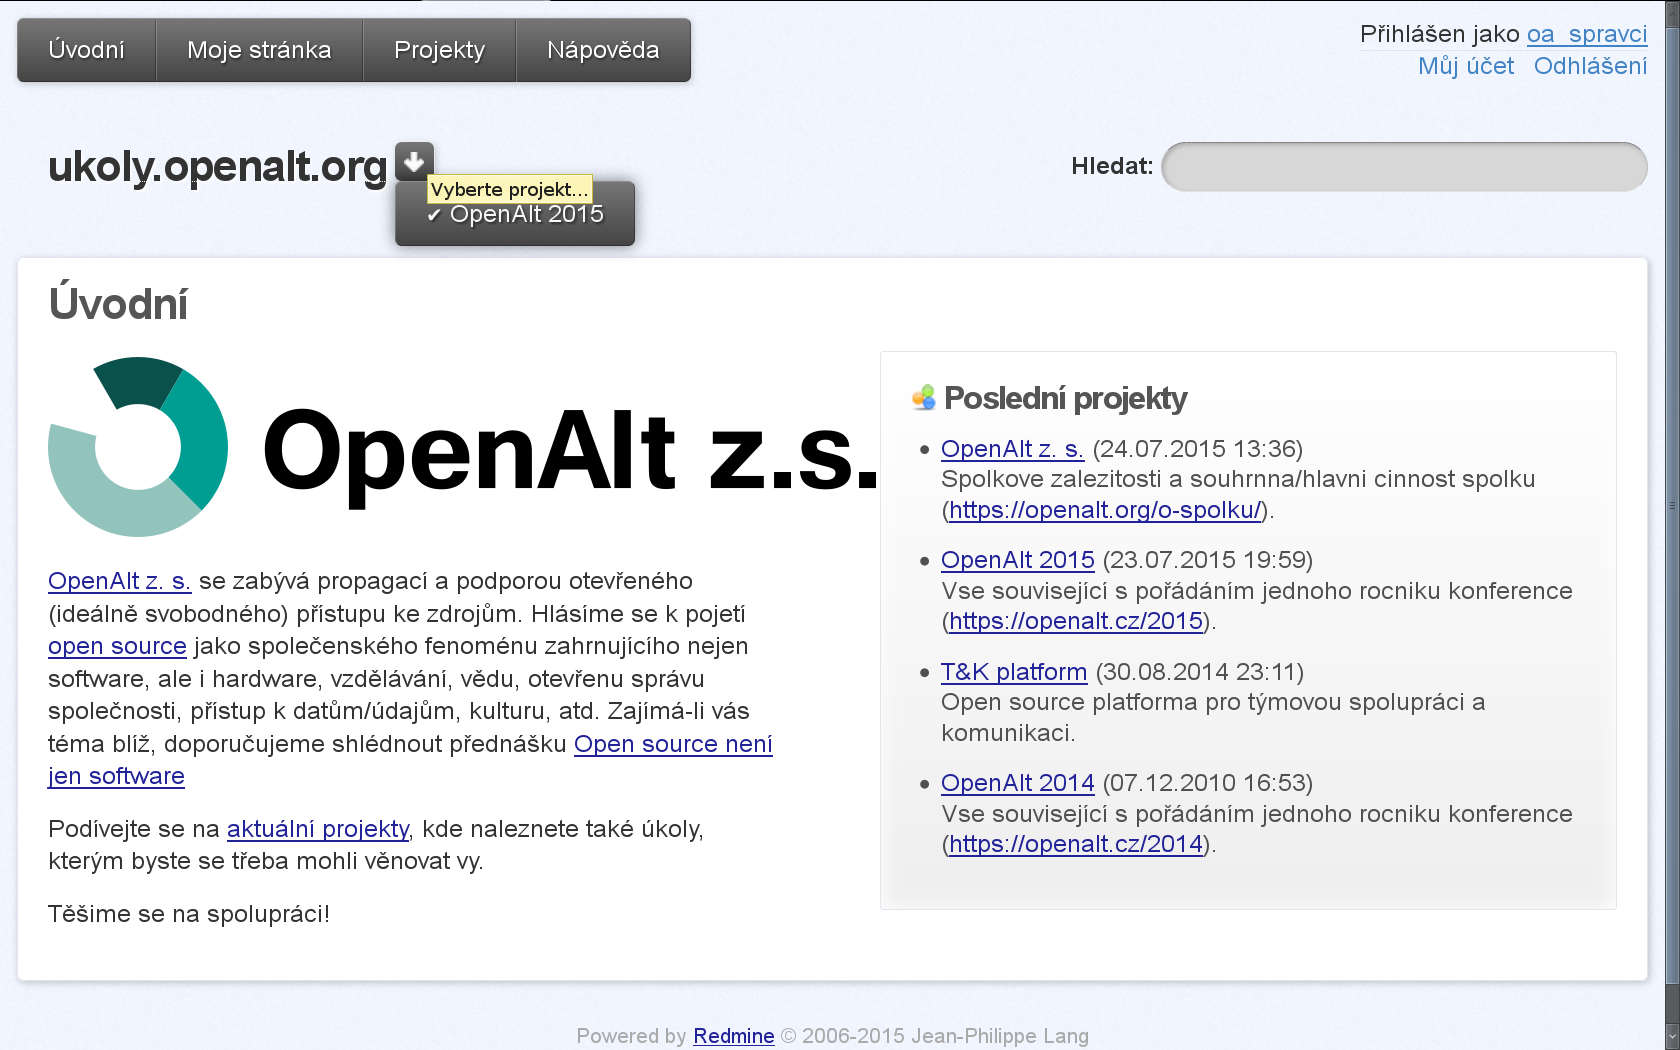 Úvodní Moje stránka Projekty Nápověda
Přihlášen jako oa_spravci
Můj účet Odhlášení
ukoly.openalt.org
Hledat:
Vyberte projekt...
✔ OpenAlt 2015
Úvodní
OpenAlt z.s.
OpenAlt z. s. se zabývá propagací a podporou otevřeného
(ideálně svobodného) přístupu ke zdrojům. Hlásíme se k pojetí
open source jako společenského fenoménu zahrnujícího nejen
software, ale i hardware, vzdělávání, vědu, otevřenu správu
společnosti, přístup k datům/údajům, kulturu, atd. Zajímá-li vás
téma blíž, doporučujeme shlédnout přednášku Open source není
jen software
Podívejte se na aktuální projekty, kde naleznete také úkoly,
kterým byste se třeba mohli věnovat vy.
Těšime se na spolupráci!
Poslední projekty
OpenAlt z. s. (24.07.2015 13:36)
Spolkove zalezitosti a souhrnna/hlavni cinnost spolku
(https://openalt.org/o-spolku/).
OpenAlt 2015 (23.07.2015 19:59)
Vse související s pořádáním jednoho rocniku konference
(https://openalt.cz/2015).
T&K platform (30.08.2014 23:11)
Open source platforma pro týmovou spolupráci a
komunikaci.
OpenAlt 2014 (07.12.2010 16:53)
Vse související s pořádáním jednoho rocniku konference
(https://openalt.cz/2014).
Powered by Redmine © 2006-2015 Jean-Philippe Lang